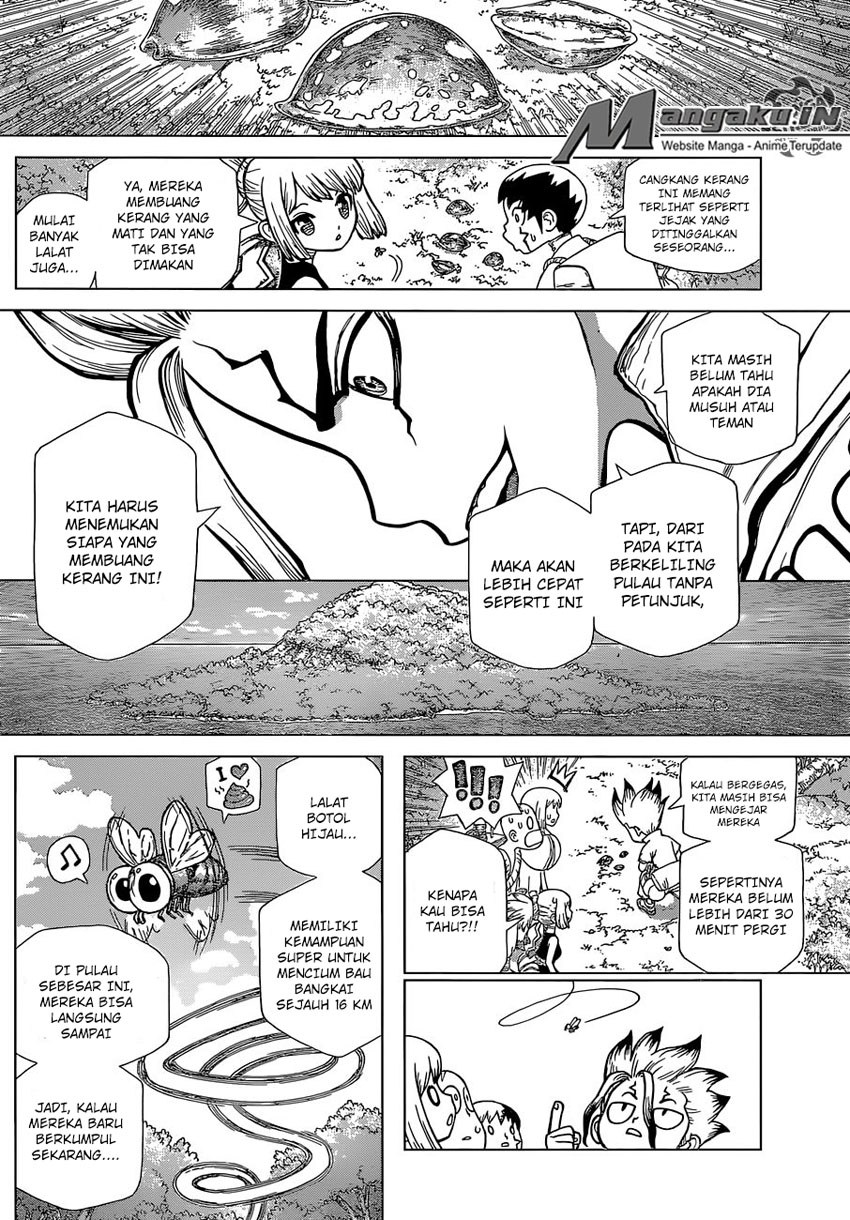 Mangaku.in
Website Manga - Anime Terupdate
CANGKANG KERANG
INI MEMANG
TERLIHAT SEPERTI
JEJAK YANG
DITINGGALKAN
SESEORANG...
YA, MEREKA
MEMBUANG
KERANG YANG
MATI DAN YANG
TAK BISA
DIMAKAN
MULAI
BANYAK
LALAT
JUGA...
KITA MASIH
BELUM TAHU
APAKAH DIA
MUSUH ATAU
TEMAN
TAPI, DARI
PADA KITA
BERKELILING
PULAU TANPA
PETUNJUK,
MAKA AKAN
LEBIH CEPAT
SEPERTI INI
KITA HARUS
MENEMUKAN
SIAPA YANG
MEMBUANG
KERANG INI!
KALAU BERGEGAS,
KITA MASIH BISA
MENGEJAR
MEREKA
SEPERTINYA
MEREKA BELUM
LEBIH DARI 30
MENIT PERGI
!!!
KENAPA
KAU BISA
TAHU?!!
LALAT
BOTOL
HIJAU...
MEMILIKI
KEMAMPUAN
SUPER UNTUK
MENCIUM BAU
BANGKAI
SEJAUH 16 KM
I
DI PULAU
SEBESAR INI,
MEREKA BISA
LANGSUNG
SAMPAI
JADI, KALAU
MEREKA BARU
BERKUMPUL
SEKARANG....